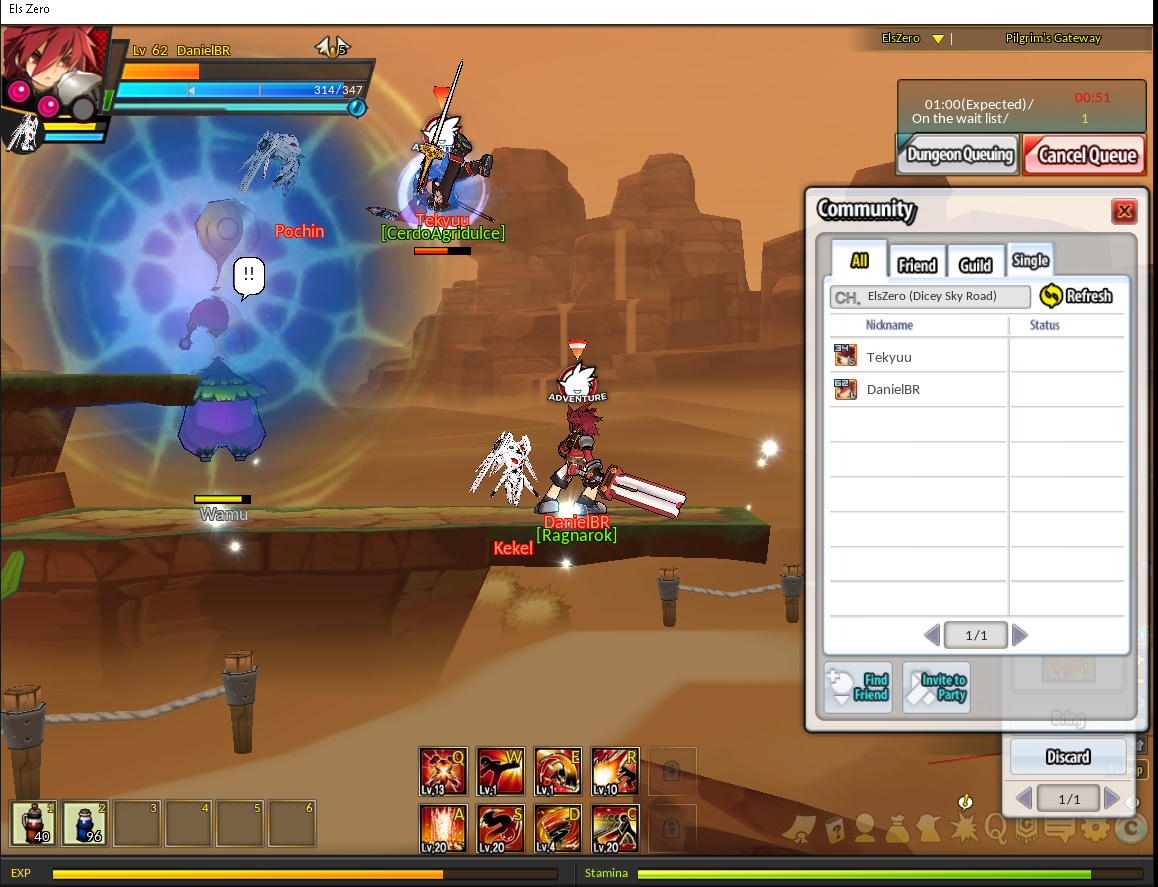 Els Zero
Lv 62 DanielBR
5
314/347
ElsZero
Pilgrim's Gateway
01:00(Expected)/ 00:51
On the wait list/ 1
Dungeon Queuing
Cancel Queue
Community
All
Friend
Guild
Single
CH. ElsZero (Dicey Sky Road)
Refresh
Nickname
Status
Tekyuu
DanielBR
1/1
Find Friend
Invite to Party
Bring
Discard
1/1
Tekyuu
[CerdoAgridulce]
Pochin
!!
ADVENTURE
Wamu
DanielBR
[Ragnarok]
Kekel
Q
Lv,13
W
Lv,1
E
Lv,1
R
Lv,10
A
Lv,20
S
Lv,20
D
Lv,4
C
Lv,20
1
40
2
96
3
4
5
6
EXP
Stamina